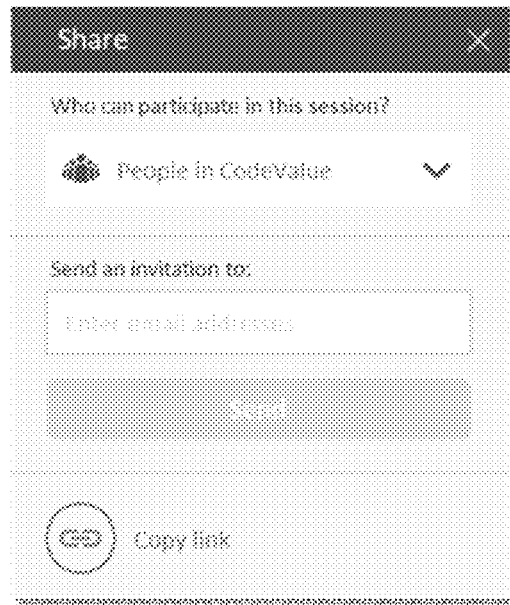 Share
Who can participate in this session?
People in CodeValue
Send an invitation to:
Enter email addresses
Send
Copy link